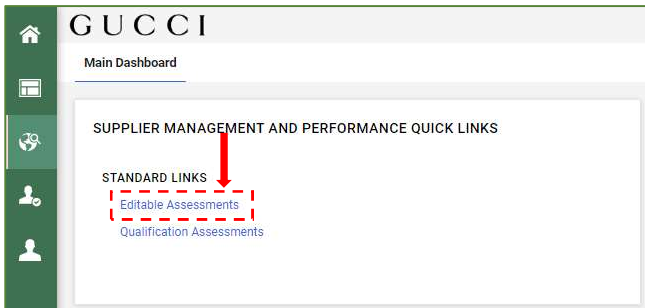 GUCCI
Main Dashboard
SUPPLIER MANAGEMENT AND PERFORMANCE QUICK LINKS
STANDARD LINKS
Editable Assessments
Qualification Assessments